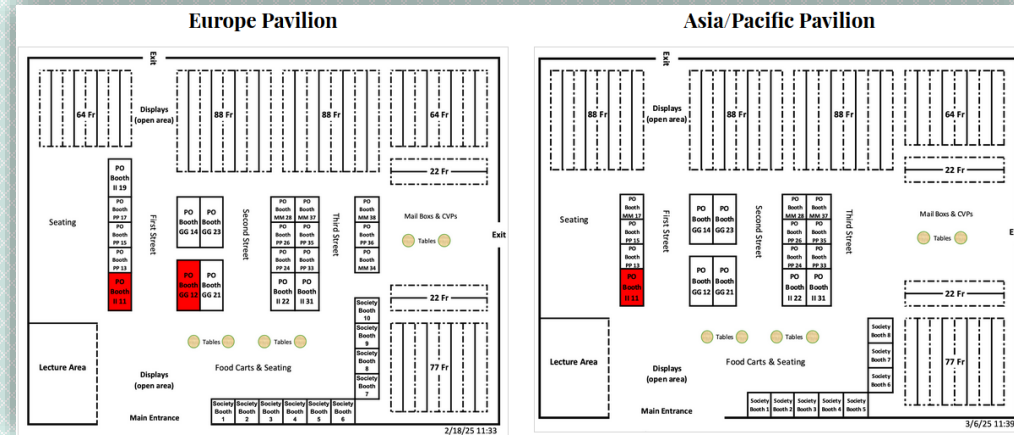 Europe Pavilion
Exit
64 Fr
Displays
(open area)
88 Fr
88 Fr
64 Fr
22 Fr
PO
Booth
II 19
PO
Booth
PP 17
PO
Booth
PP 15
PO
Booth
PP 13
PO
Booth
II 11
Seating
First Street
PO
Booth
GG 14
PO
Booth
GG 23
PO
Booth
GG 12
PO
Booth
GG 21
Second Street
PO
Booth
MM 28
PO
Booth
MM 37
PO
Booth
PP 26
PO
Booth
PP 35
PO
Booth
PP 24
PO
Booth
PP 33
PO
Booth
II 22
PO
Booth
II 31
Third Street
PO
Booth
MM 38
PO
Booth
PP 36
PO
Booth
MM 34
Mail Boxs & CVPs
Tables
Exit
22 Fr
Society
Booth
10
Society
Booth
9
Society
Booth
8
Society
Booth
7
77 Fr
Tables
Tables
Food Carts & Seating
Lecture Area
Displays
(open area)
Main Entrance
Society
Booth
1
Society
Booth
2
Society
Booth
3
Society
Booth
4
Society
Booth
5
Society
Booth
6
2/18/25 11:33
Asia/Pacific Pavilion
Exit
88 Fr
Displays
(open area)
88 Fr
88 Fr
64 Fr
22 Fr
PO
Booth
MM 17
PO
Booth
PP 15
PO
Booth
PP 13
PO
Booth
II 11
Seating
First Street
PO
Booth
GG 14
PO
Booth
GG 23
PO
Booth
GG 12
PO
Booth
GG 21
Second Street
PO
Booth
MM 28
PO
Booth
MM 37
PO
Booth
PP 26
PO
Booth
PP 35
PO
Booth
PP 24
PO
Booth
PP 33
PO
Booth
II 22
PO
Booth
II 31
Third Street
Mail Boxs & CVPs
Tables
E
22 Fr
Society
Booth 8
Society
Booth 7
Society
Booth 6
77 Fr
Tables
Tables
Food Carts & Seating
Lecture Area
Displays
(open area)
Main Entrance
Society
Booth 1
Society
Booth 2
Society
Booth 3
Society
Booth 4
Society
Booth 5
3/6/25 11:39